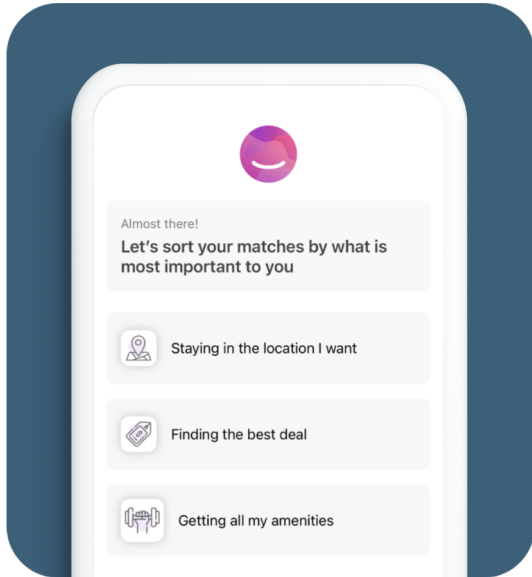 Almost there!
Let's sort your matches by what is
most important to you
Staying in the location I want
Finding the best deal
Getting all my amenities